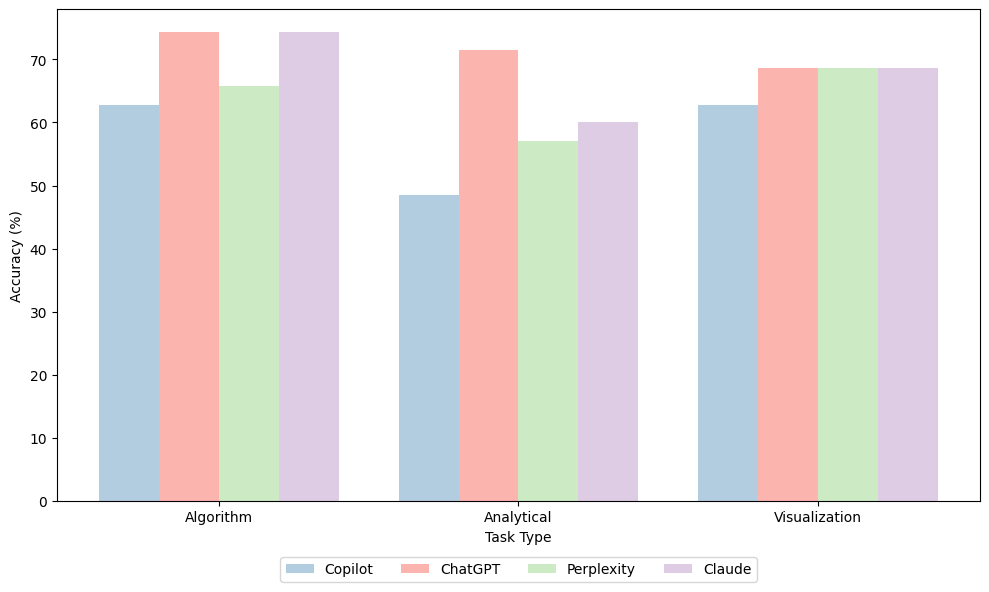 Accuracy (%)
70
60
50
40
30
20
10
0
Algorithm Analytical Visualization
Task Type
Copilot ChatGPT Perplexity Claude